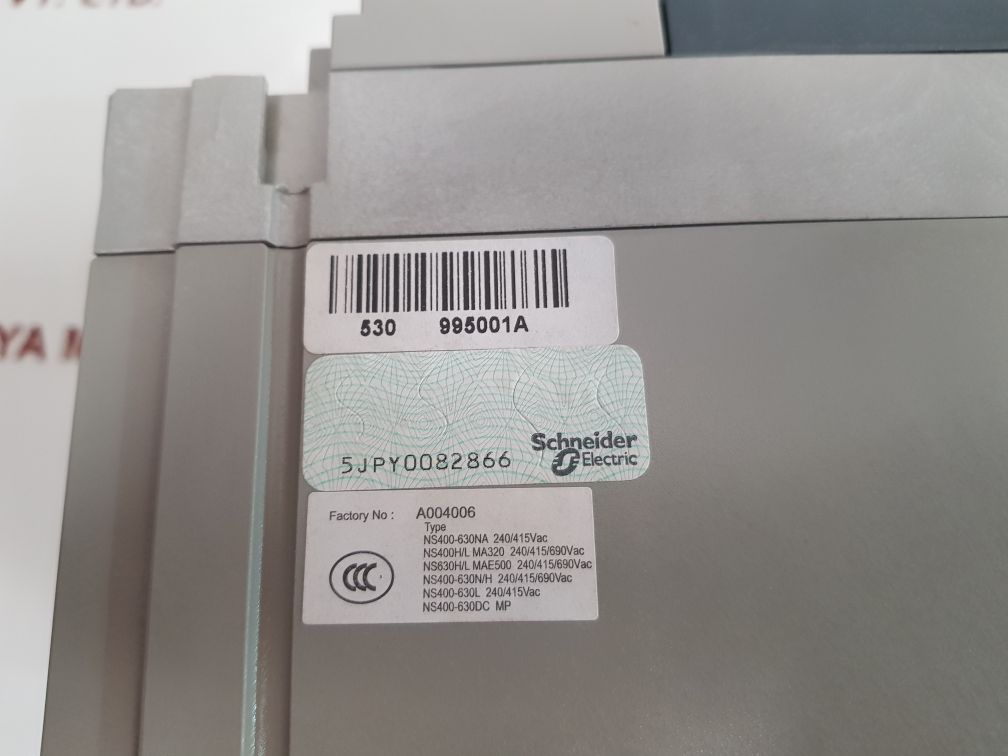 530 995001A
5JPY0082866
Schneider
Electric
Factory No : A004006
Type
NS400-630NA 240/415Vac
NS400H/L MA320 240/415/690Vac
NS630H/L MAE500 240/415/690Vac
NS400-630N/H 240/415/690Vac
NS400-630L 240/415Vac
NS400-630DC MP
CCC